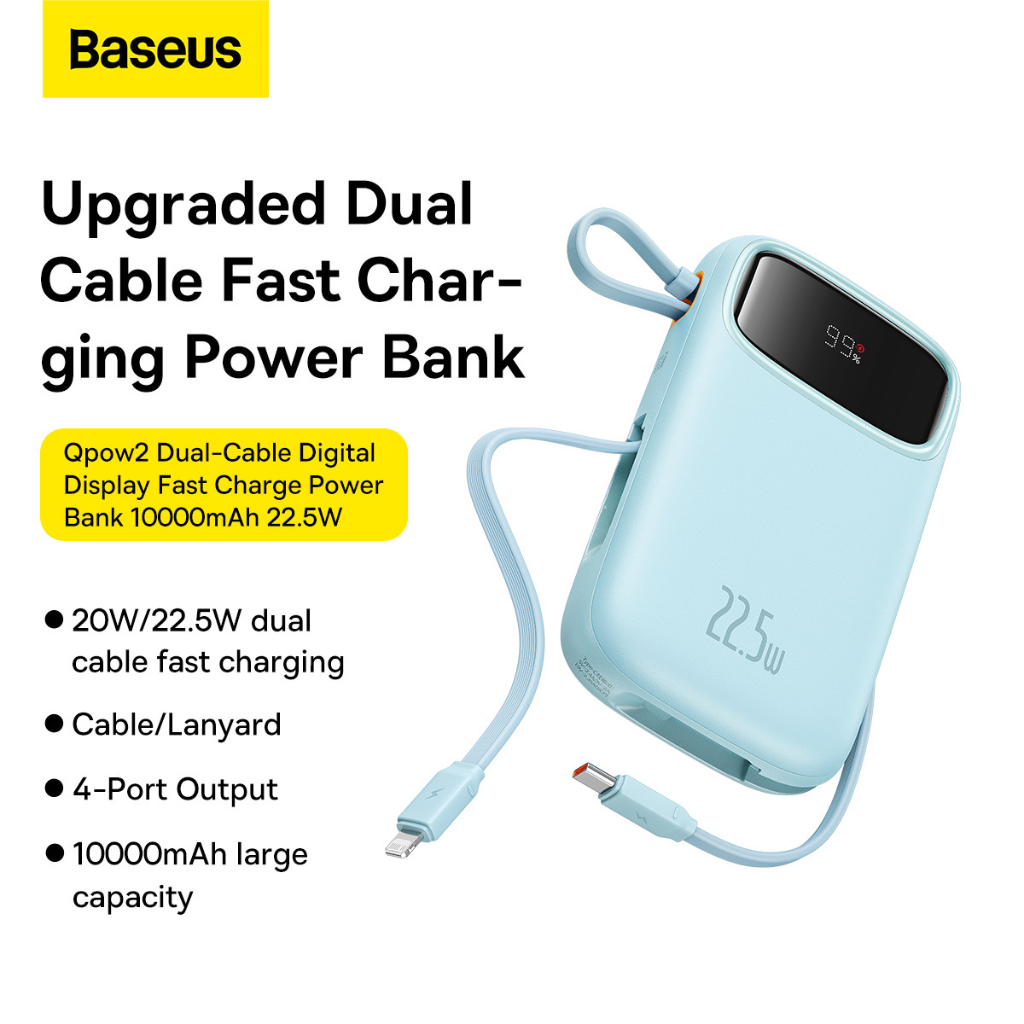 Baseus
Upgraded Dual
Cable Fast Char-
ging Power Bank
Qpow2 Dual-Cable Digital
Display Fast Charge Power
Bank 10000mAh 22.5W
● 20W/22.5W dual
cable fast charging
● Cable/Lanyard
● 4-Port Output
● 10000mAh large
capacity
99%
22.5W